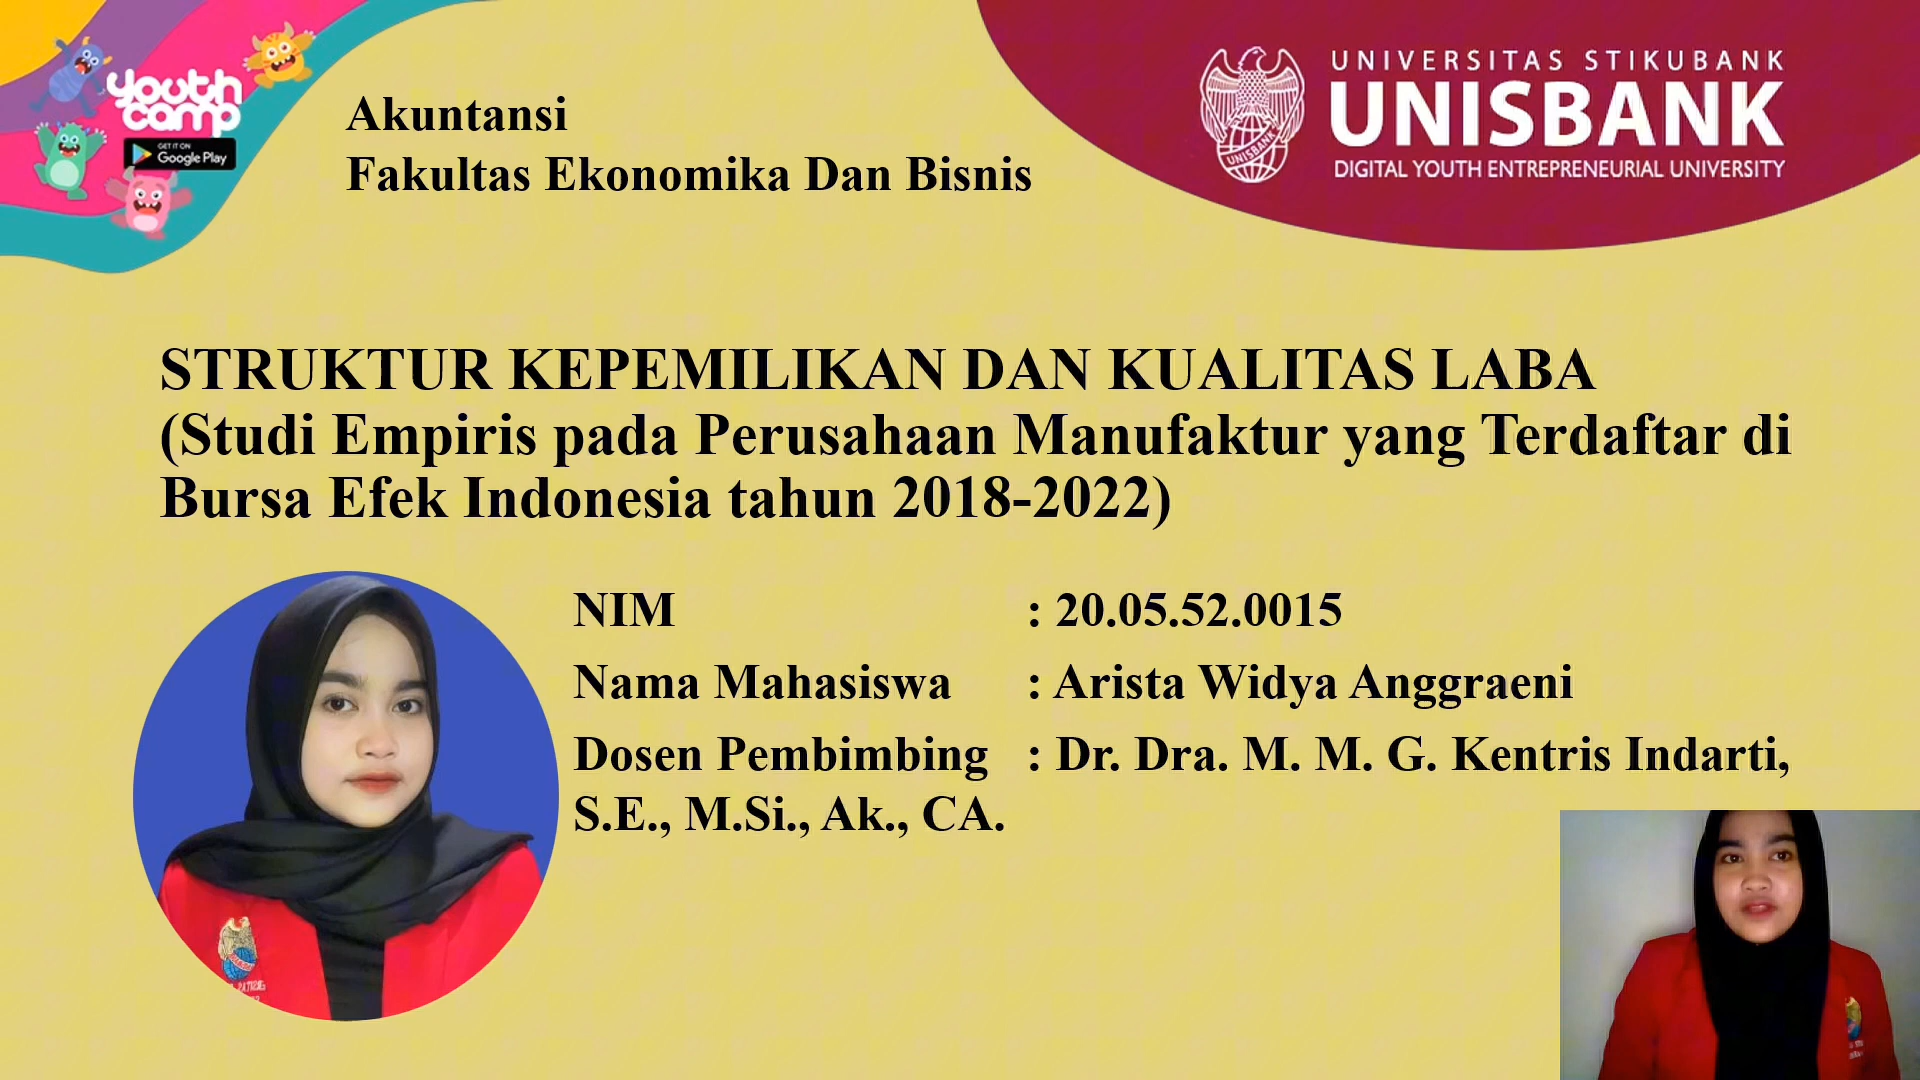 youth
camp
GET IT ON
Google Play
Akuntansi
Fakultas Ekonomika Dan Bisnis
UNISBANK
UNIVERSITAS STIKUBANK
UNISBANK
DIGITAL YOUTH ENTREPRENEURIAL UNIVERSITY
STRUKTUR KEPEMILIKAN DAN KUALITAS LABA
(Studi Empiris pada Perusahaan Manufaktur yang Terdaftar di
Bursa Efek Indonesia tahun 2018-2022)
NIM : 20.05.52.0015
Nama Mahasiswa : Arista Widya Anggraeni
Dosen Pembimbing : Dr. Dra. M. M. G. Kentris Indarti,
S.E., M.Si., Ak., CA.